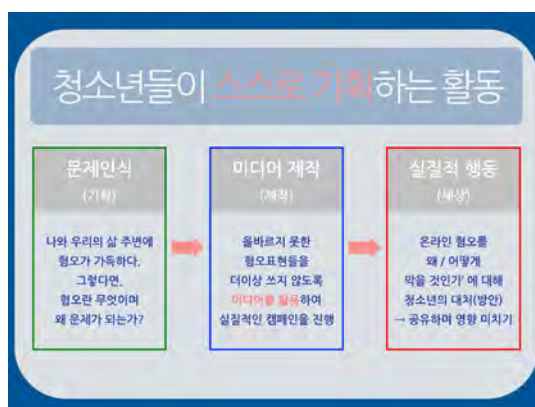 청소년들이 스스로 기획하는 활동
문제인식
(기획)
나와 우리의 삶 주변에
혐오가 가득하다.
그렇다면,
혐오란 무엇이며
왜 문제가 되는가?
미디어 제작
(제작)
올바르지 못한
혐오표현들을
더이상 쓰지 않도록
미디어를 활용하여
실질적인 캠페인을 진행
실질적 행동
(세상)
온라인 혐오를
왜 / 어떻게
막을 것인가' 에 대해
청소년의 대처(방안)
→ 공유하며 영향 미치기